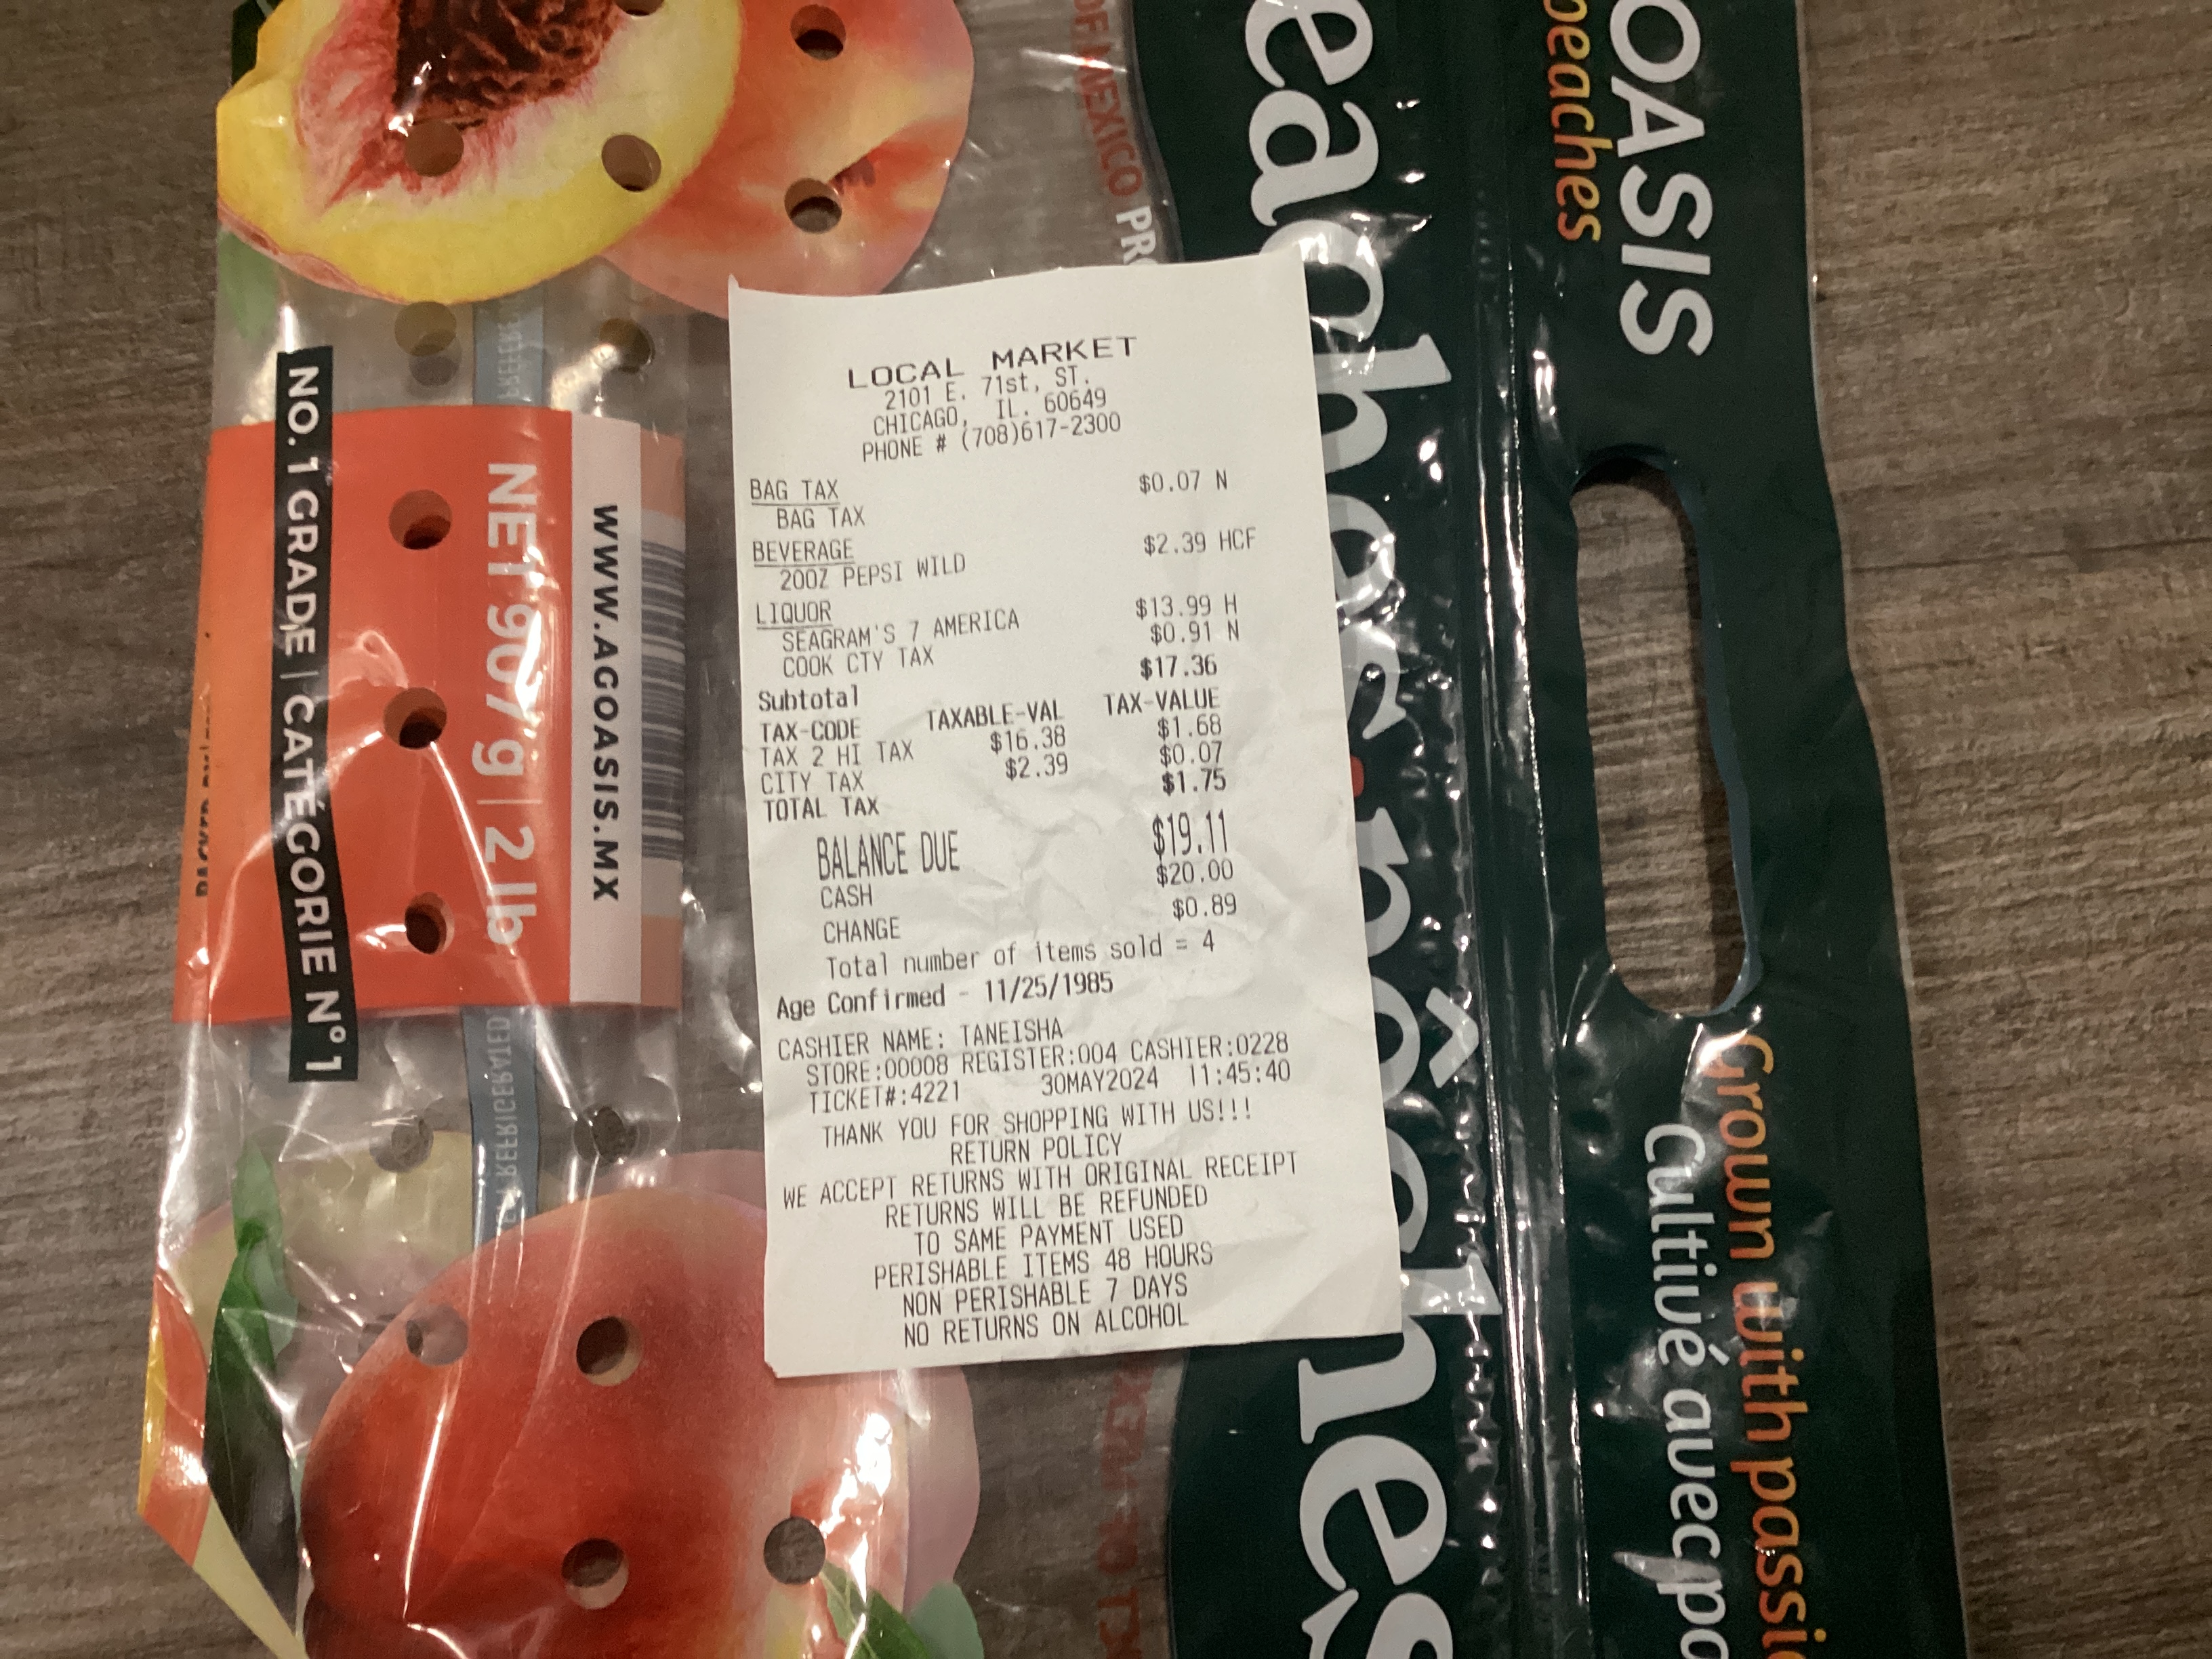 LOCAL MARKET
2101 E. 71st, ST.
CHICAGO, IL. 60649
PHONE # (708)617-2300
BAG TAX $0.07 N
BAG TAX
BEVERAGE $2.39 HCF
20OZ PEPSI WILD
LIQUOR
SEAGRAM'S 7 AMERICA $13.99 H
COOK CTY TAX $0.91 N
Subtotal $17.36
TAX-CODE TAXABLE-VAL TAX-VALUE
TAX 2 HI TAX $16.38 $1.68
CITY TAX $2.39 $0.07
TOTAL TAX $1.75
BALANCE DUE $19.11
CASH $20.00
CHANGE $0.89
Total number of items sold = 4
Age Confirmed - 11/25/1985
CASHIER NAME: TANEISHA
STORE:00008 REGISTER:004 CASHIER:0228
TICKET#:4221 30MAY2024 11:45:40
THANK YOU FOR SHOPPING WITH US!!!
RETURN POLICY
WE ACCEPT RETURNS WITH ORIGINAL RECEIPT
RETURNS WILL BE REFUNDED
TO SAME PAYMENT USED
PERISHABLE ITEMS 48 HOURS
NON PERISHABLE 7 DAYS
NO RETURNS ON ALCOHOL
OASIS
peaches
Grown with
Cultivé avec
OF MEXICO
WWW.AGOASIS.MX
NET 907 g | 2 lb
NO. 1 GRADE | CATÉGORIE N° 1
REFRIGERATED